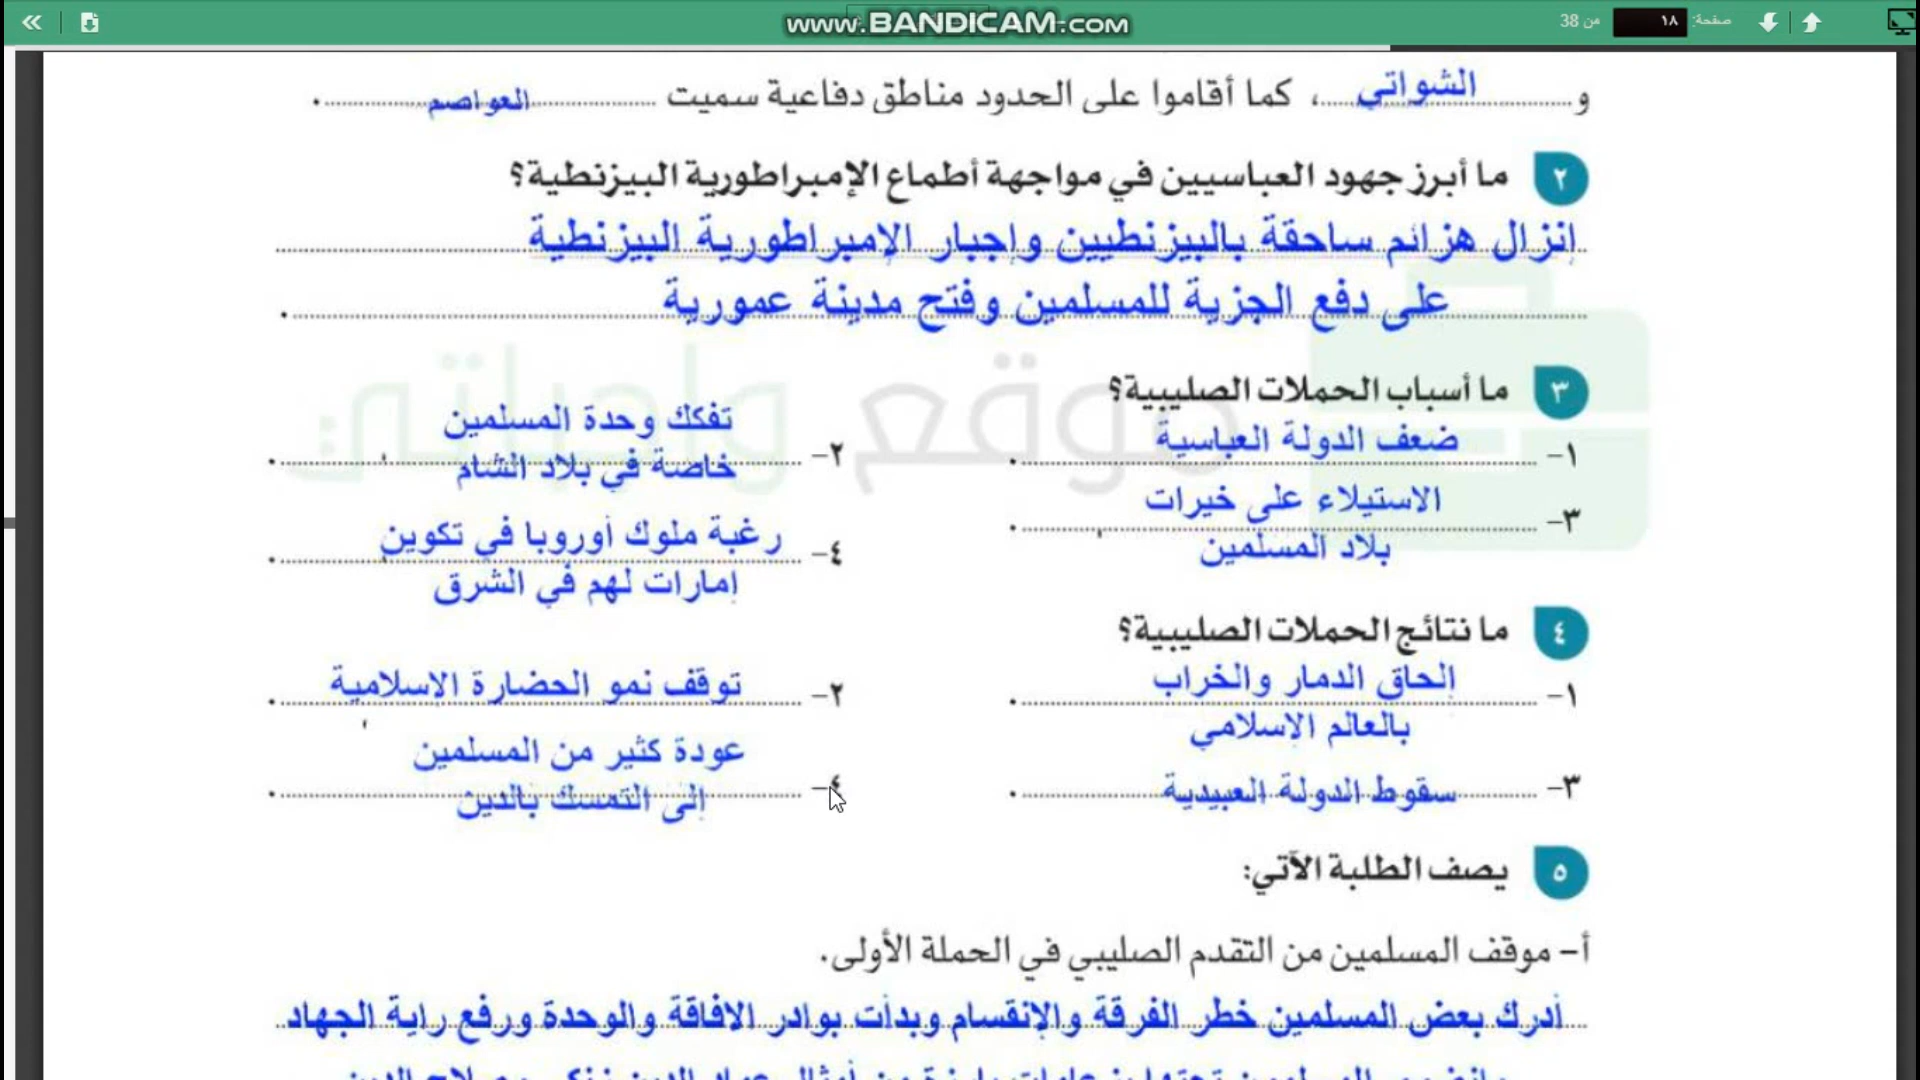 www.BANDICAM.com
صفحة: ١٨ من 38
و الشواتي ، كما أقاموا على الحدود مناطق دفاعية سميت العواصم .
٢ ما أبرز جهود العباسيين في مواجهة أطماع الإمبراطورية البيزنطية؟
إنزال هزائم ساحقة بالبيزنطيين وإجبار الإمبراطورية البيزنطية
على دفع الجزية للمسلمين وفتح مدينة عمورية .
موقع واجباتي
٣ ما أسباب الحملات الصليبية؟
١- ضعف الدولة العباسية .
٢- تفكك وحدة المسلمين
خاصة في بلاد الشام .
٣- الاستيلاء على خيرات
بلاد المسلمين .
٤- رغبة ملوك أوروبا في تكوين
إمارات لهم في الشرق .
٤ ما نتائج الحملات الصليبية؟
١- إلحاق الدمار والخراب
بالعالم الإسلامي .
٢- توقف نمو الحضارة الإسلامية .
٣- سقوط الدولة العبيدية .
٤- عودة كثير من المسلمين
إلى التمسك بالدين .
٥ يصف الطلبة الآتي:
أ- موقف المسلمين من التقدم الصليبي في الحملة الأولى.
أدرك بعض المسلمين خطر الفرقة والإنقسام وبدأت بوادر الافاقة والوحدة ورفع راية الجهاد